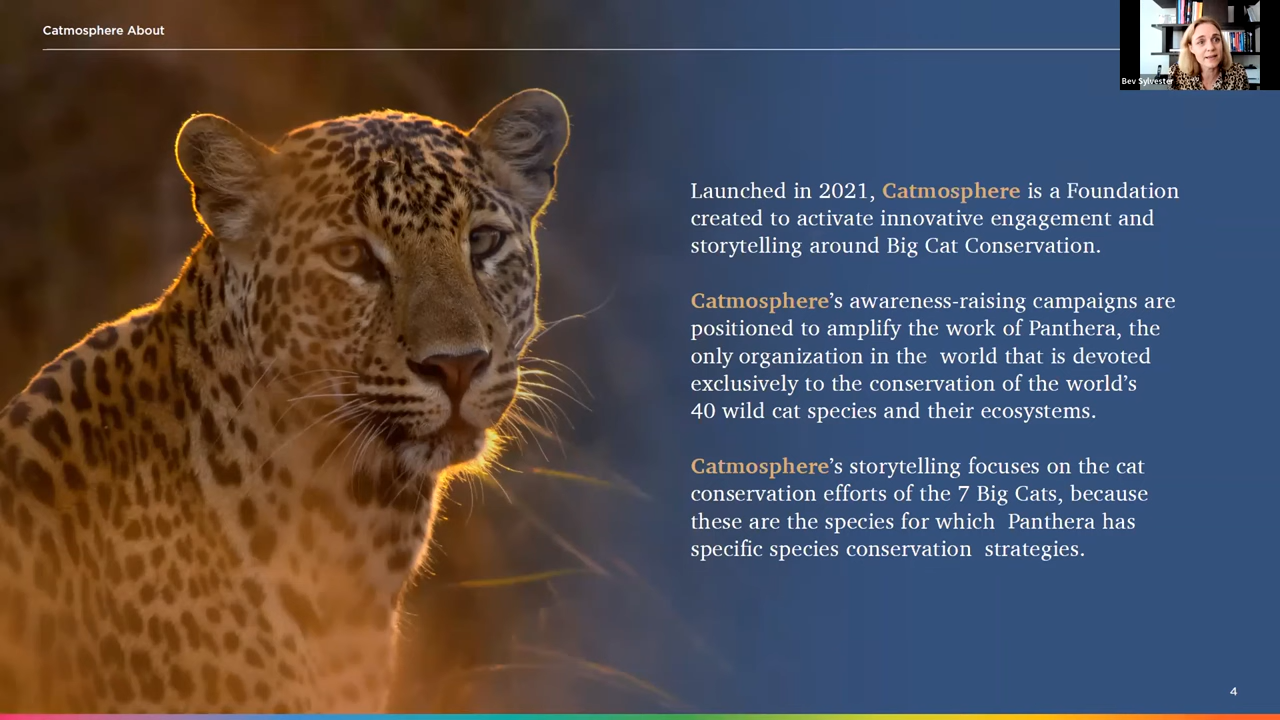 Catmosphere About
Bev Sylvester
Launched in 2021, Catmosphere is a Foundation
created to activate innovative engagement and
storytelling around Big Cat Conservation.
Catmosphere’s awareness-raising campaigns are
positioned to amplify the work of Panthera, the
only organization in the  world that is devoted
exclusively to the conservation of the world’s
40 wild cat species and their ecosystems.
Catmosphere’s storytelling focuses on the cat
conservation efforts of the 7 Big Cats, because
these are the species for which  Panthera has
specific species conservation  strategies.
4